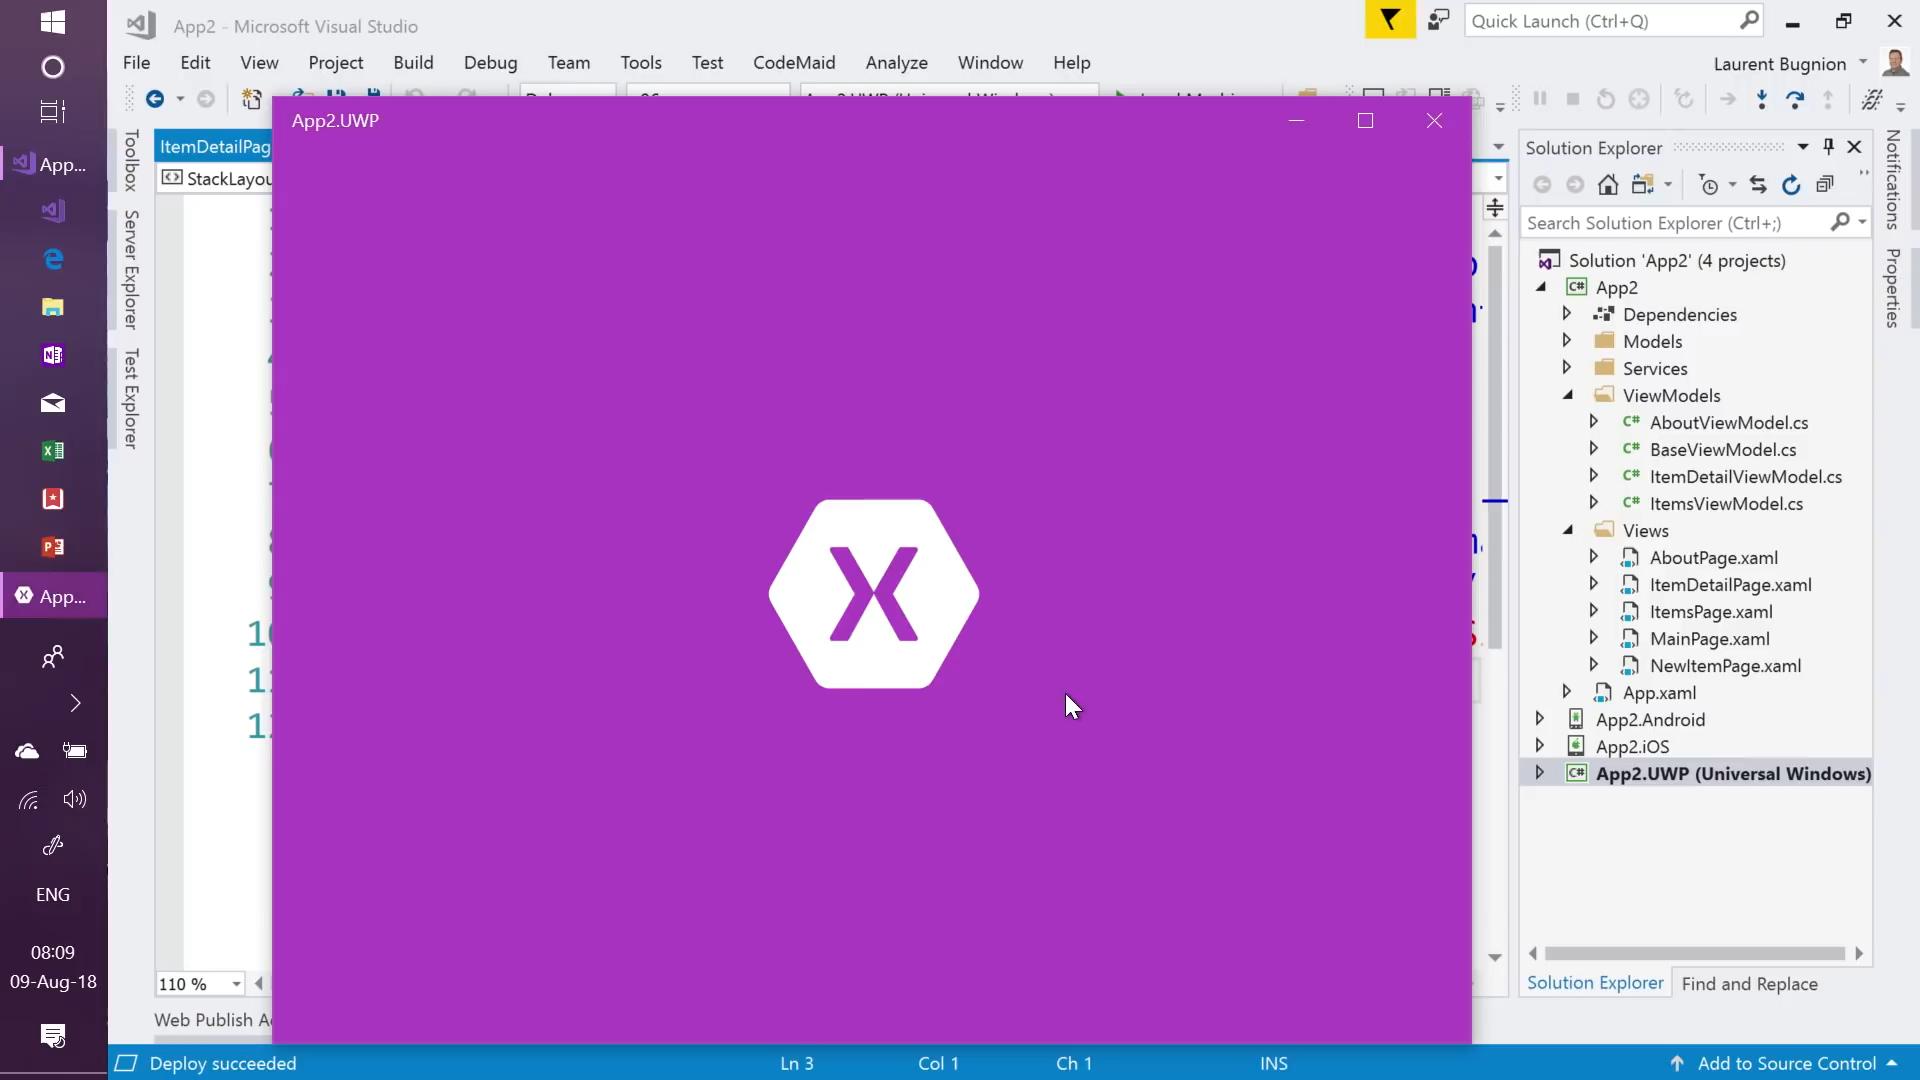 App2 - Microsoft Visual Studio
Quick Launch (Ctrl+Q)
File Edit View Project Build Debug Team Tools Test CodeMaid Analyze Window Help
Laurent Bugnion
App2.UWP
ItemDetailPag
StackLayou
Toolbox
Server Explorer
Test Explorer
App...
App...
ENG
08:09
09-Aug-18
10
11
12
110 %
Web Publish A
Solution Explorer
Search Solution Explorer (Ctrl+;)
Solution 'App2' (4 projects)
App2
Dependencies
Models
Services
ViewModels
AboutViewModel.cs
BaseViewModel.cs
ItemDetailViewModel.cs
ItemsViewModel.cs
Views
AboutPage.xaml
ItemDetailPage.xaml
ItemsPage.xaml
MainPage.xaml
NewItemPage.xaml
App.xaml
App2.Android
App2.iOS
App2.UWP (Universal Windows)
Solution Explorer
Find and Replace
Notifications
Properties
Deploy succeeded
Ln 3
Col 1
Ch 1
INS
Add to Source Control